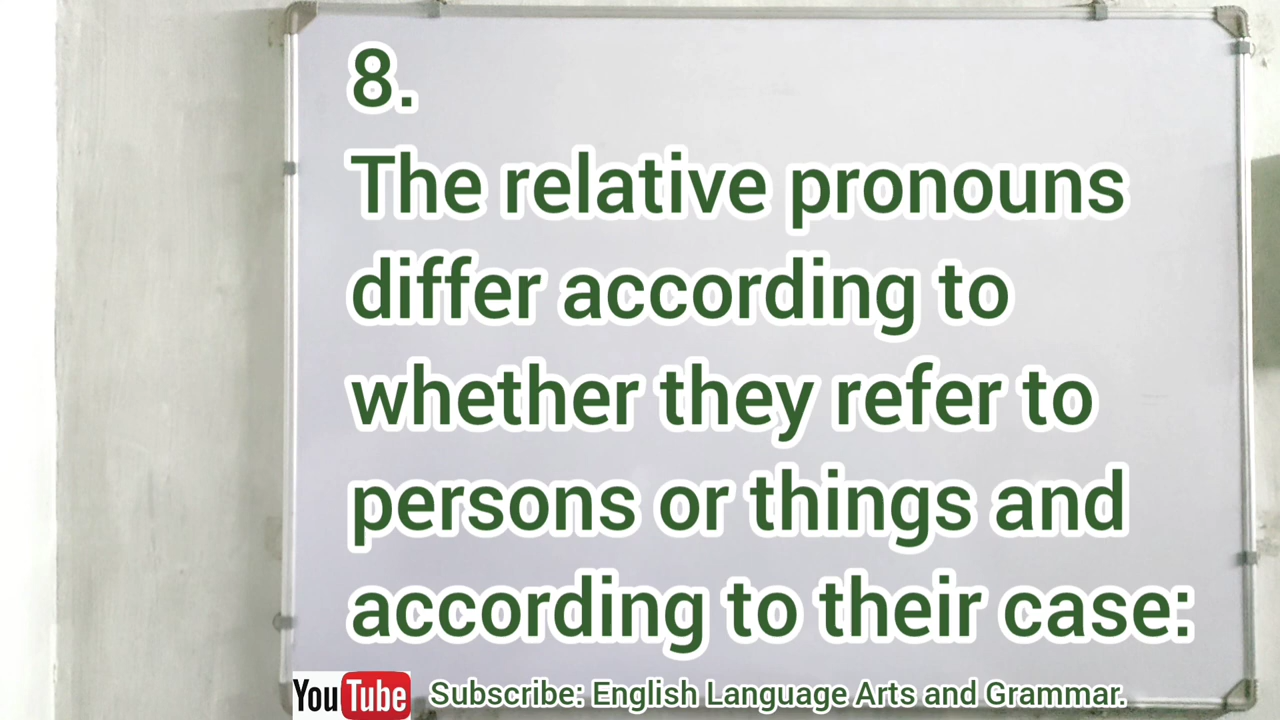 8.
The relative pronouns
differ according to
whether they refer to
persons or things and
according to their case:
YouTube Subscribe: English Language Arts and Grammar.